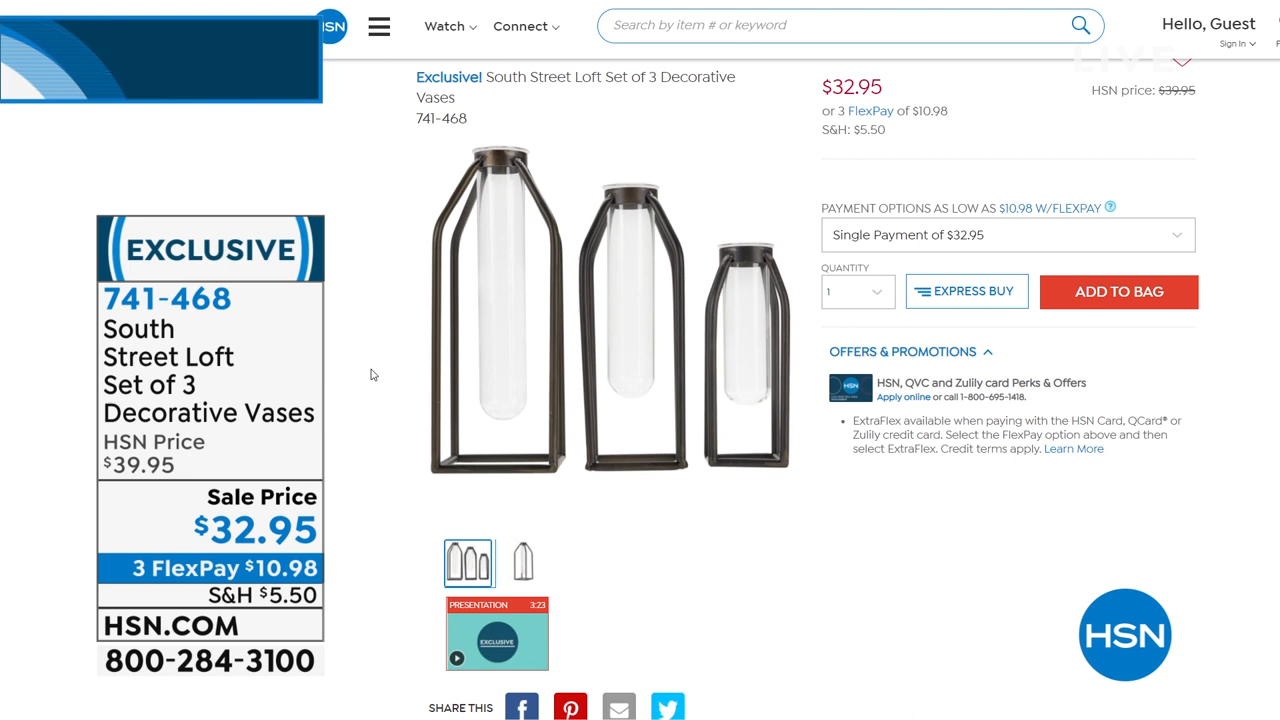 HSN
Watch
Connect
Search by item # or keyword
Hello, Guest
Sign In
LIVE
Exclusive! South Street Loft Set of 3 Decorative
Vases
741-468
$32.95
HSN price: $39.95
or 3 FlexPay of $10.98
S&H: $5.50
PAYMENT OPTIONS AS LOW AS $10.98 W/FLEXPAY ?
Single Payment of $32.95
QUANTITY
1
EXPRESS BUY
ADD TO BAG
OFFERS & PROMOTIONS
HSN
HSN, QVC and Zulily card Perks & Offers
Apply online or call 1-800-695-1418.
• ExtraFlex available when paying with the HSN Card, QCard® or
Zulily credit card. Select the FlexPay option above and then
select ExtraFlex. Credit terms apply. Learn More
EXCLUSIVE
741-468
South
Street Loft
Set of 3
Decorative Vases
HSN Price
$39.95
Sale Price
$32.95
3 FlexPay $10.98
S&H $5.50
HSN.COM
800-284-3100
PRESENTATION 3:23
EXCLUSIVE
SHARE THIS
HSN